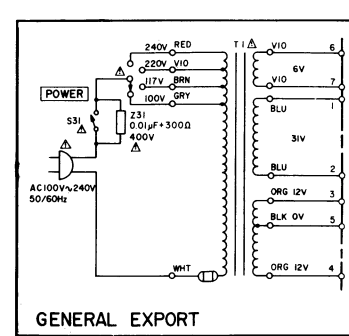 240V RED
T1
VIO 6
220V VIO
6V
117V BRN
VIO 7
POWER
100V GRY
BLU 1
S31
Z31
0.01µF+300Ω
400V
31V
AC100V~240V
50/60Hz
BLU 2
ORG 12V 3
BLK 0V 5
WHT
ORG 12V 4
GENERAL EXPORT